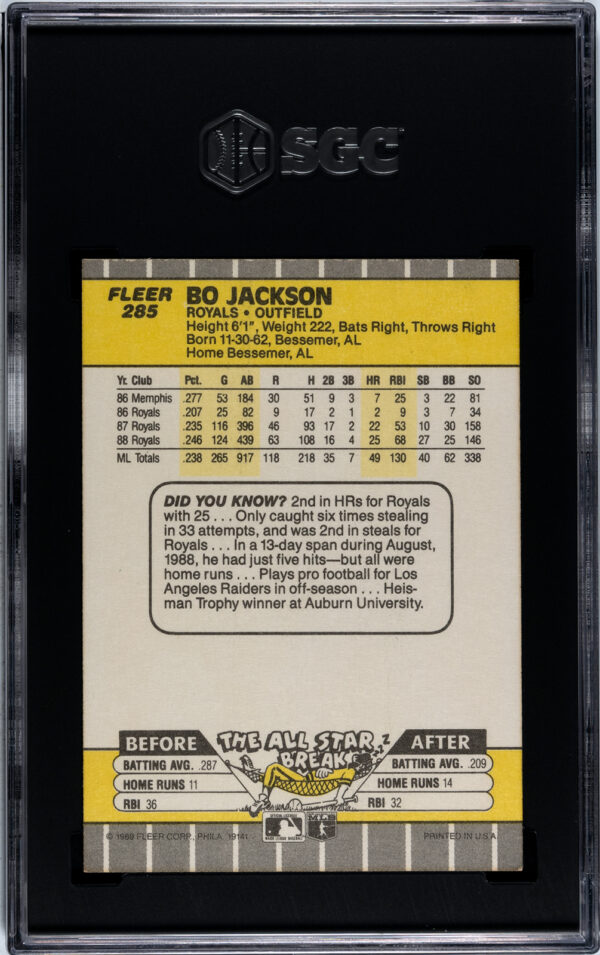 SGC
FLEER
285
BO JACKSON
ROYALS • OUTFIELD
Height 6'1", Weight 222, Bats Right, Throws Right
Born 11-30-62, Bessemer, AL
Home Bessemer, AL
Yr. Club Pct. G AB R H 2B 3B HR RBI SB BB SO
86 Memphis .277 53 184 30 51 9 3 7 25 3 22 81
86 Royals .207 25 82 9 17 2 1 2 9 3 7 34
87 Royals .235 116 396 46 93 17 2 22 53 10 30 158
88 Royals .246 124 439 63 108 16 4 25 68 27 25 146
ML Totals .238 265 917 118 218 35 7 49 130 40 62 338
DID YOU KNOW? 2nd in HRs for Royals
with 25 . . . Only caught six times stealing
in 33 attempts, and was 2nd in steals for
Royals . . . In a 13-day span during August,
1988, he had just five hits—but all were
home runs . . . Plays pro football for Los
Angeles Raiders in off-season . . . Heis-
man Trophy winner at Auburn University.
BEFORE THE ALL STAR BREAK AFTER
BATTING AVG. .287 BATTING AVG. .209
HOME RUNS 11 HOME RUNS 14
RBI 36 RBI 32
© 1989 FLEER CORP., PHILA. 19141 MLB PRINTED IN U.S.A.